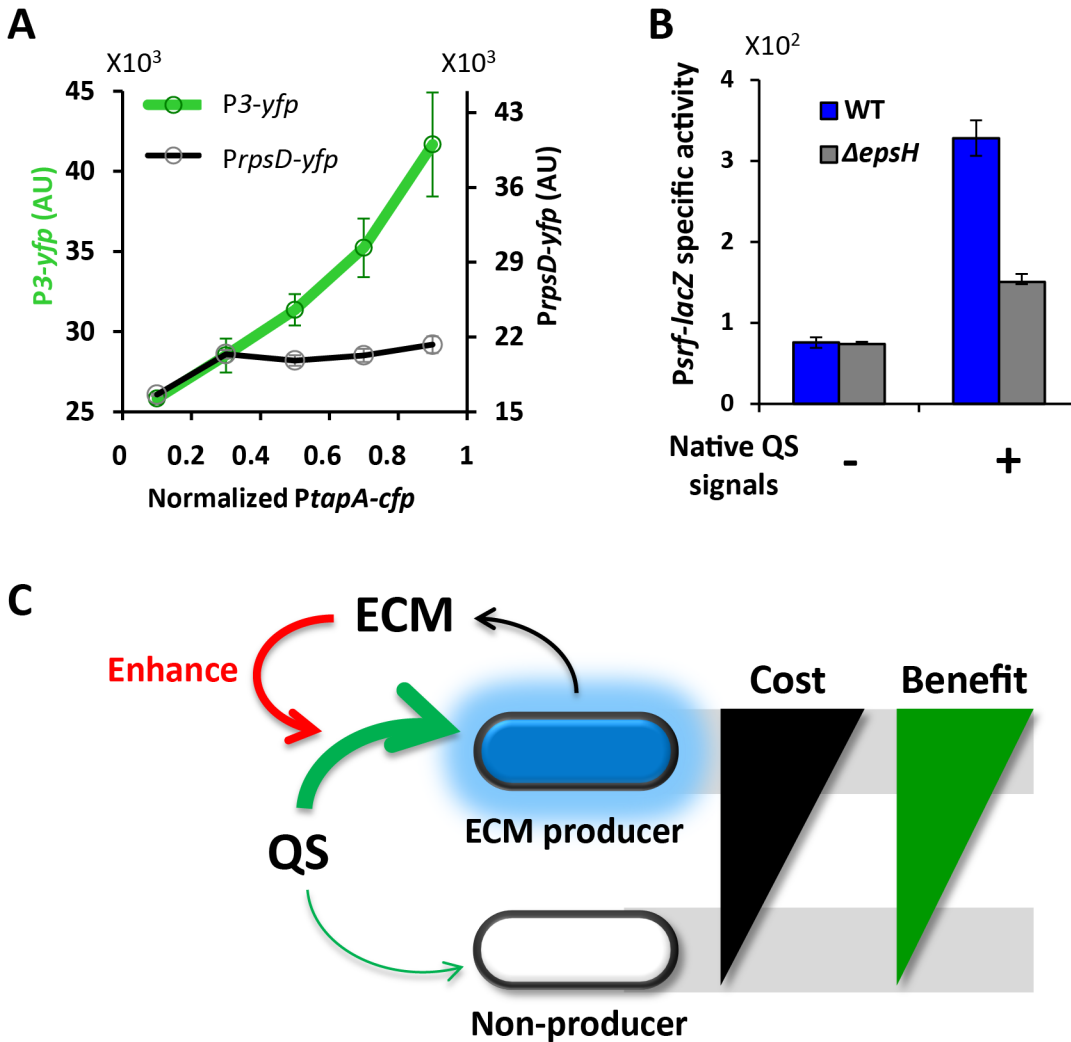 A
X10³
X10³
45
40
35
30
25
43
36
29
22
15
P3-yfp
PrpsD-yfp
P3-yfp (AU)
PrpsD-yfp (AU)
0 0.2 0.4 0.6 0.8 1
Normalized PtapA-cfp
B
X10²
4
3
2
1
0
WT
ΔepsH
Psrf-lacZ specific activity
Native QS
signals
- +
C
ECM
Enhance
QS
ECM producer
Non-producer
Cost
Benefit